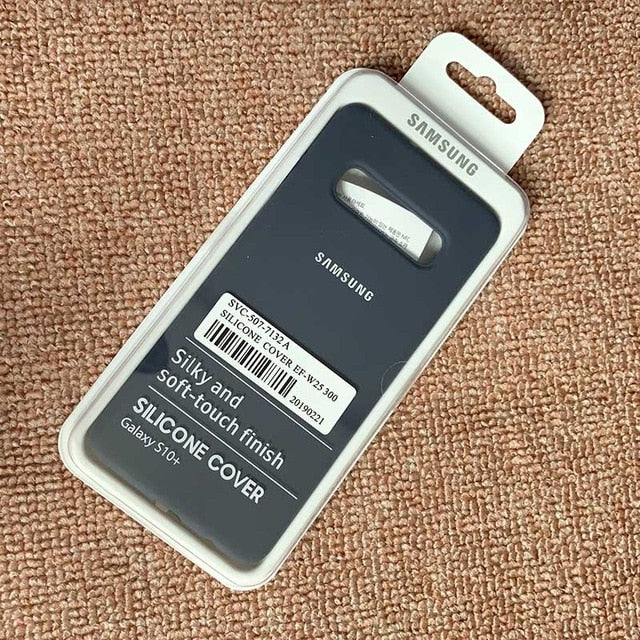 SAMSUNG
SAMSUNG
SVC-507-7132A
SILICONE COVER EF-W25 300
20190221
Silky and
soft-touch finish
SILICONE COVER
Galaxy S10+